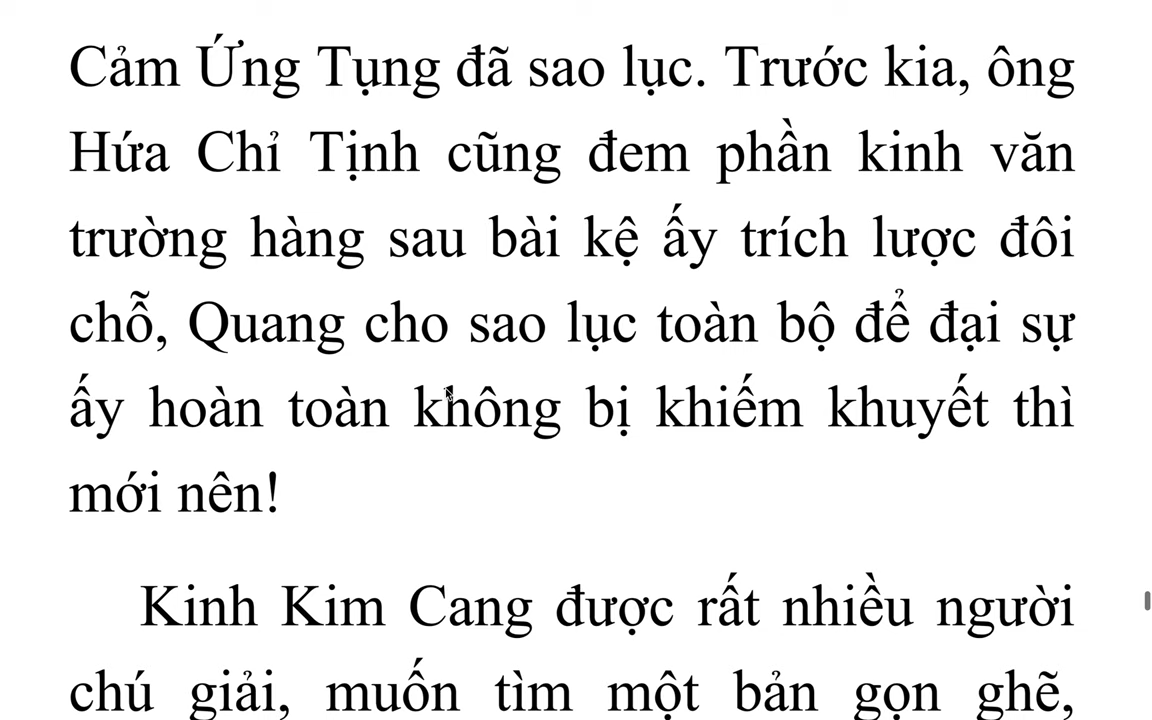 Cảm Ứng Tụng đã sao lục. Trước kia, ông
Hứa Chỉ Tịnh cũng đem phần kinh văn
trường hàng sau bài kệ ấy trích lược đôi
chỗ, Quang cho sao lục toàn bộ để đại sự
ấy hoàn toàn không bị khiếm khuyết thì
mới nên!
Kinh Kim Cang được rất nhiều người
chú giải, muốn tìm một bản gọn ghẽ,